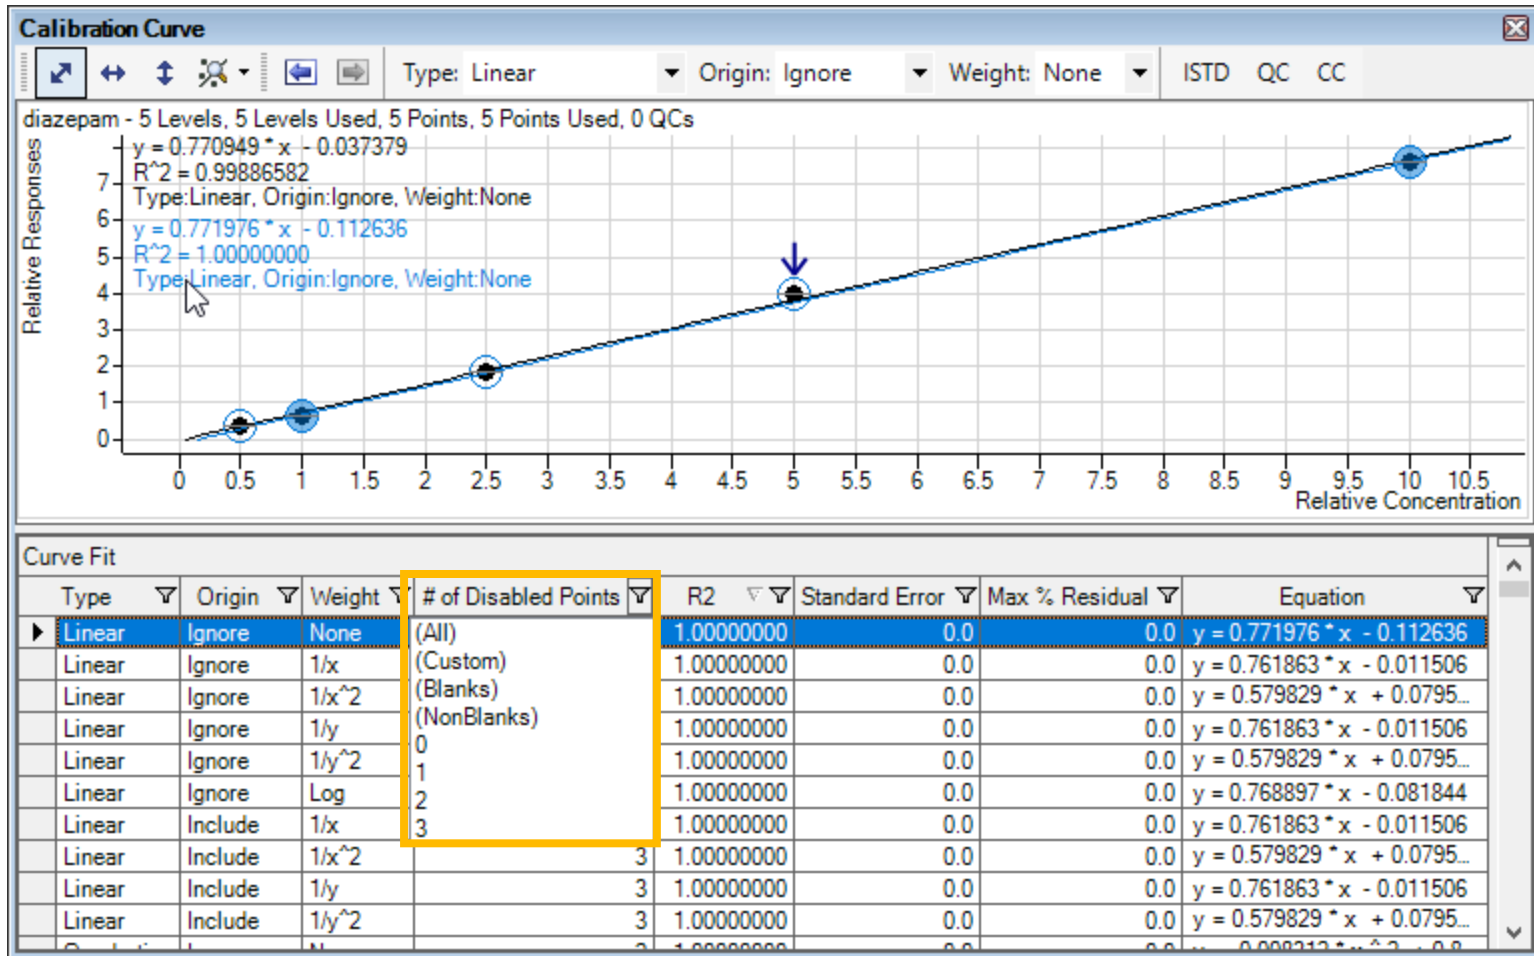 Calibration Curve
Type: Linear Origin: Ignore Weight: None ISTD QC CC
diazepam - 5 Levels, 5 Levels Used, 5 Points, 5 Points Used, 0 QCs
y = 0.770949 * x - 0.037379
R^2 = 0.99886582
Type:Linear, Origin:Ignore, Weight:None
y = 0.771976 * x - 0.112636
R^2 = 1.00000000
Type:Linear, Origin:Ignore, Weight:None
Relative Responses
7
6
5
4
3
2
1
0
0 0.5 1 1.5 2 2.5 3 3.5 4 4.5 5 5.5 6 6.5 7 7.5 8 8.5 9 9.5 10 10.5
Relative Concentration
Curve Fit
Type Origin Weight # of Disabled Points R2 Standard Error Max % Residual Equation
Linear Ignore None (All) 1.00000000 0.0 0.0 y = 0.771976 * x - 0.112636
Linear Ignore 1/x (Custom) 1.00000000 0.0 0.0 y = 0.761863 * x - 0.011506
Linear Ignore 1/x^2 (Blanks) 1.00000000 0.0 0.0 y = 0.579829 * x + 0.0795...
Linear Ignore 1/y (NonBlanks) 1.00000000 0.0 0.0 y = 0.761863 * x - 0.011506
Linear Ignore 1/y^2 0 1.00000000 0.0 0.0 y = 0.579829 * x + 0.0795...
1
Linear Ignore Log 2 1.00000000 0.0 0.0 y = 0.768897 * x - 0.081844
Linear Include 1/x 3 1.00000000 0.0 0.0 y = 0.761863 * x - 0.011506
Linear Include 1/x^2 3 1.00000000 0.0 0.0 y = 0.579829 * x + 0.0795...
Linear Include 1/y 3 1.00000000 0.0 0.0 y = 0.761863 * x - 0.011506
Linear Include 1/y^2 3 1.00000000 0.0 0.0 y = 0.579829 * x + 0.0795...